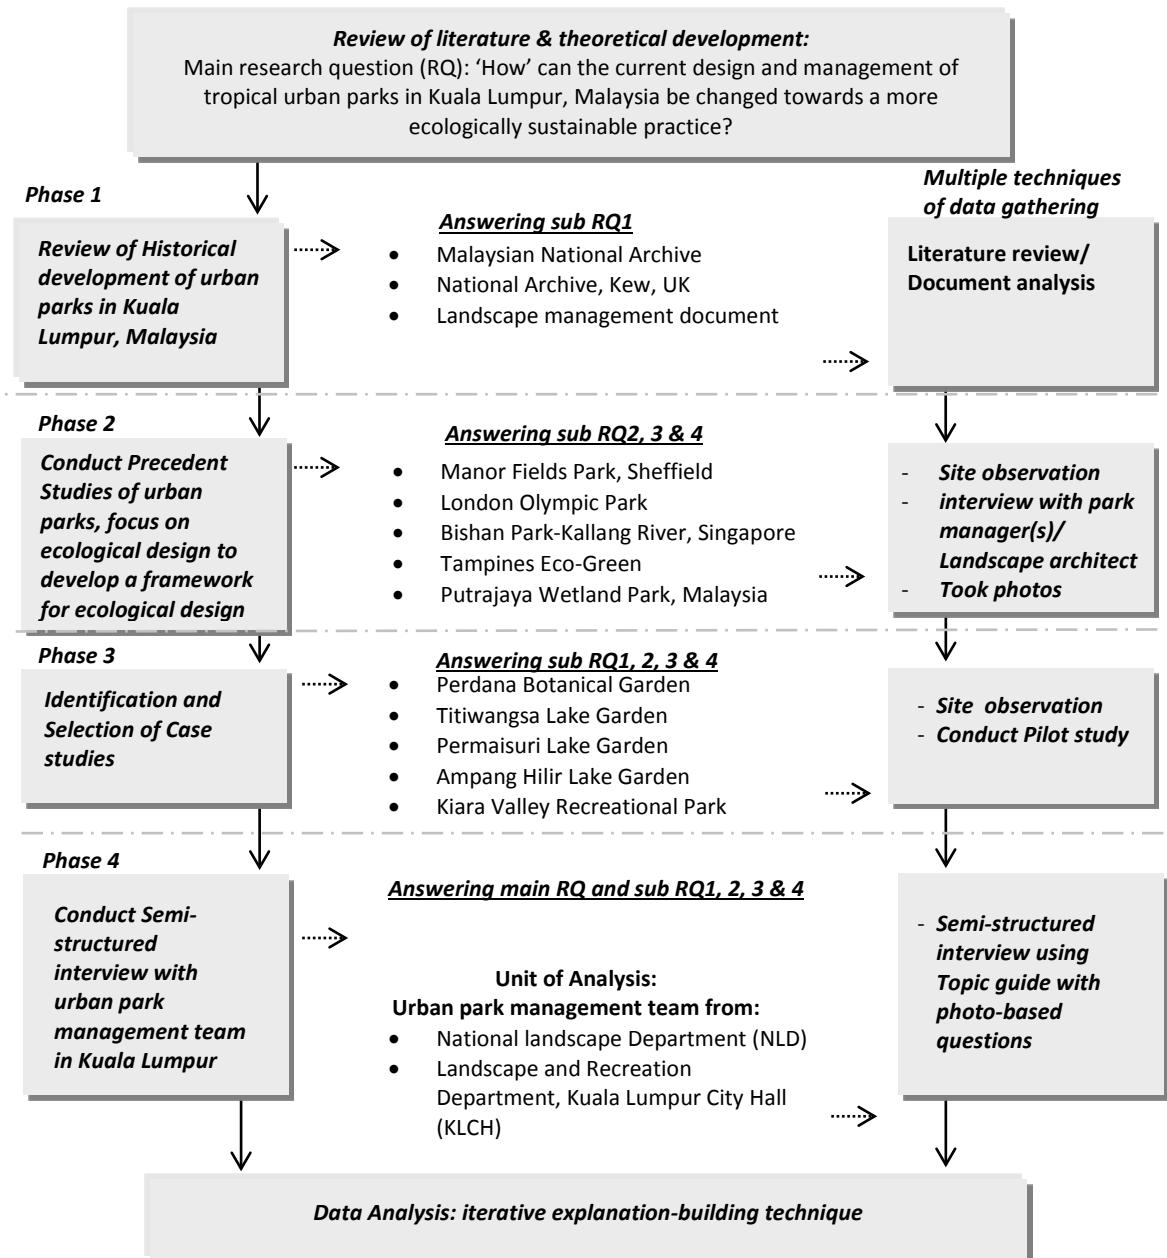 Review of literature & theoretical development:
Main research question (RQ): ‘How’ can the current design and management of
tropical urban parks in Kuala Lumpur, Malaysia be changed towards a more
ecologically sustainable practice?
Phase 1
Review of Historical
development of urban
parks in Kuala
Lumpur, Malaysia
Answering sub RQ1
• Malaysian National Archive
• National Archive, Kew, UK
• Landscape management document
Multiple techniques
of data gathering
Literature review/
Document analysis
Phase 2
Conduct Precedent
Studies of urban
parks, focus on
ecological design to
develop a framework
for ecological design
Answering sub RQ2, 3 & 4
• Manor Fields Park, Sheffield
• London Olympic Park
• Bishan Park-Kallang River, Singapore
• Tampines Eco-Green
• Putrajaya Wetland Park, Malaysia
- Site observation
- interview with park
manager(s)/
Landscape architect
- Took photos
Phase 3
Identification and
Selection of Case
studies
Answering sub RQ1, 2, 3 & 4
• Perdana Botanical Garden
• Titiwangsa Lake Garden
• Permaisuri Lake Garden
• Ampang Hilir Lake Garden
• Kiara Valley Recreational Park
- Site observation
- Conduct Pilot study
Phase 4
Conduct Semi-
structured
interview with
urban park
management team
in Kuala Lumpur
Answering main RQ and sub RQ1, 2, 3 & 4
Unit of Analysis:
Urban park management team from:
• National landscape Department (NLD)
• Landscape and Recreation
Department, Kuala Lumpur City Hall
(KLCH)
- Semi-structured
interview using
Topic guide with
photo-based
questions
Data Analysis: iterative explanation-building technique